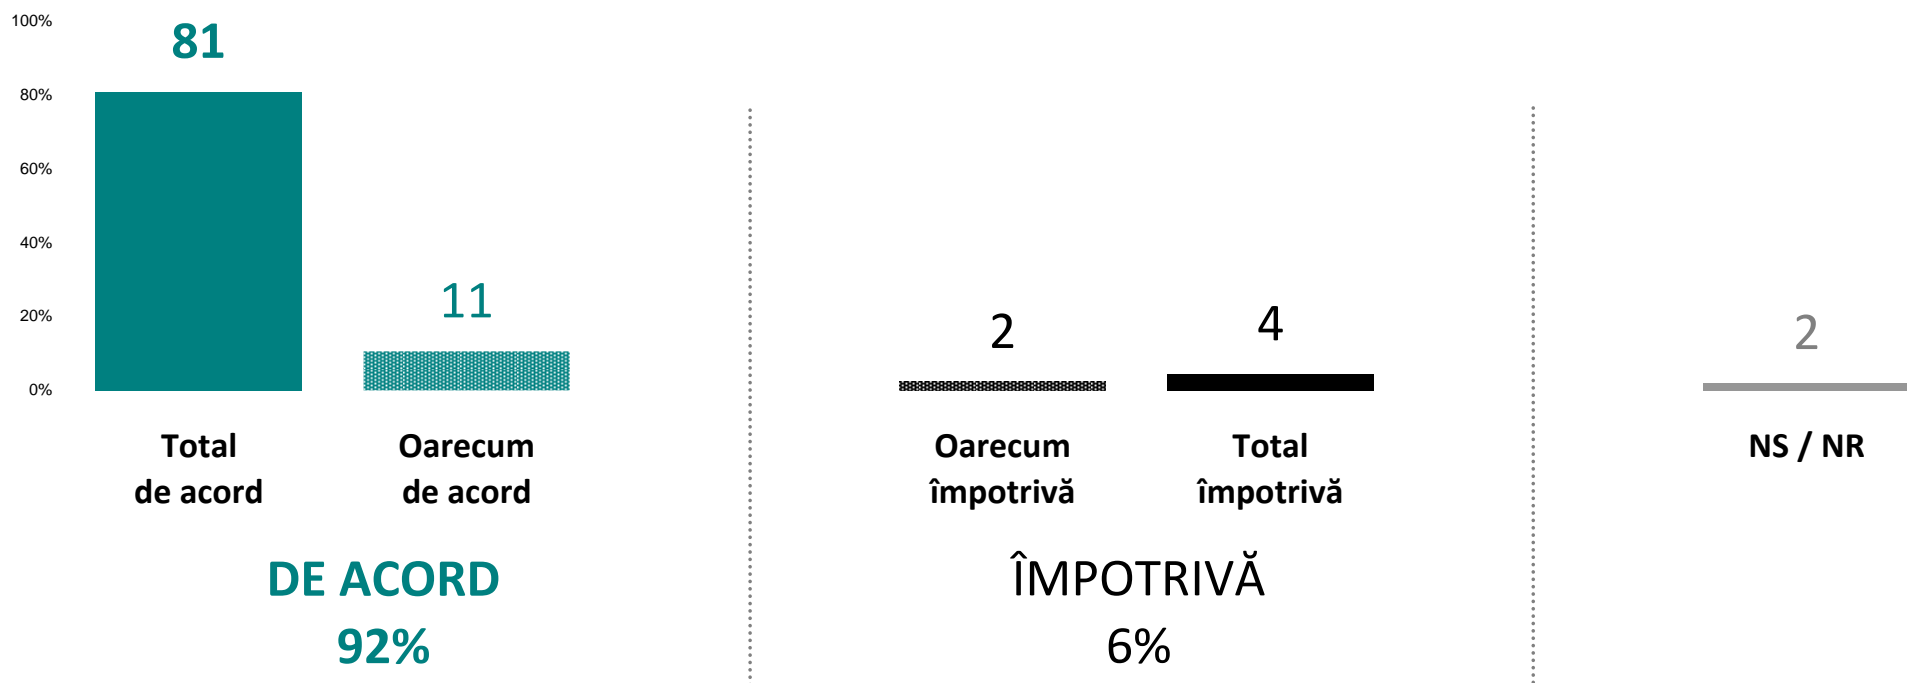 100%
80%
60%
40%
20%
0%
81
11
2
4
2
Total
de acord
Oarecum
de acord
Oarecum
împotrivă
Total
împotrivă
NS / NR
DE ACORD
92%
ÎMPOTRIVĂ
6%